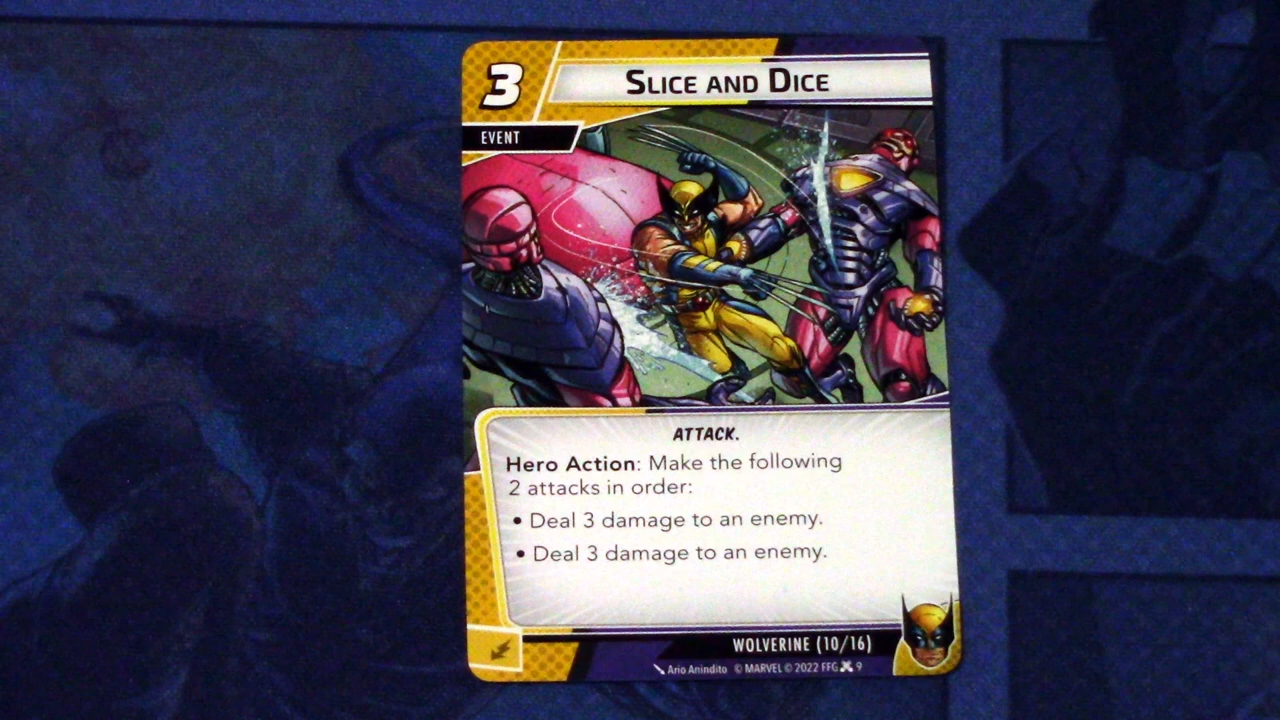 3
SLICE AND DICE
EVENT
ATTACK.
Hero Action: Make the following
2 attacks in order:
• Deal 3 damage to an enemy.
• Deal 3 damage to an enemy.
WOLVERINE (10/16)
Ario Anindito © MARVEL © 2022 FFG 9